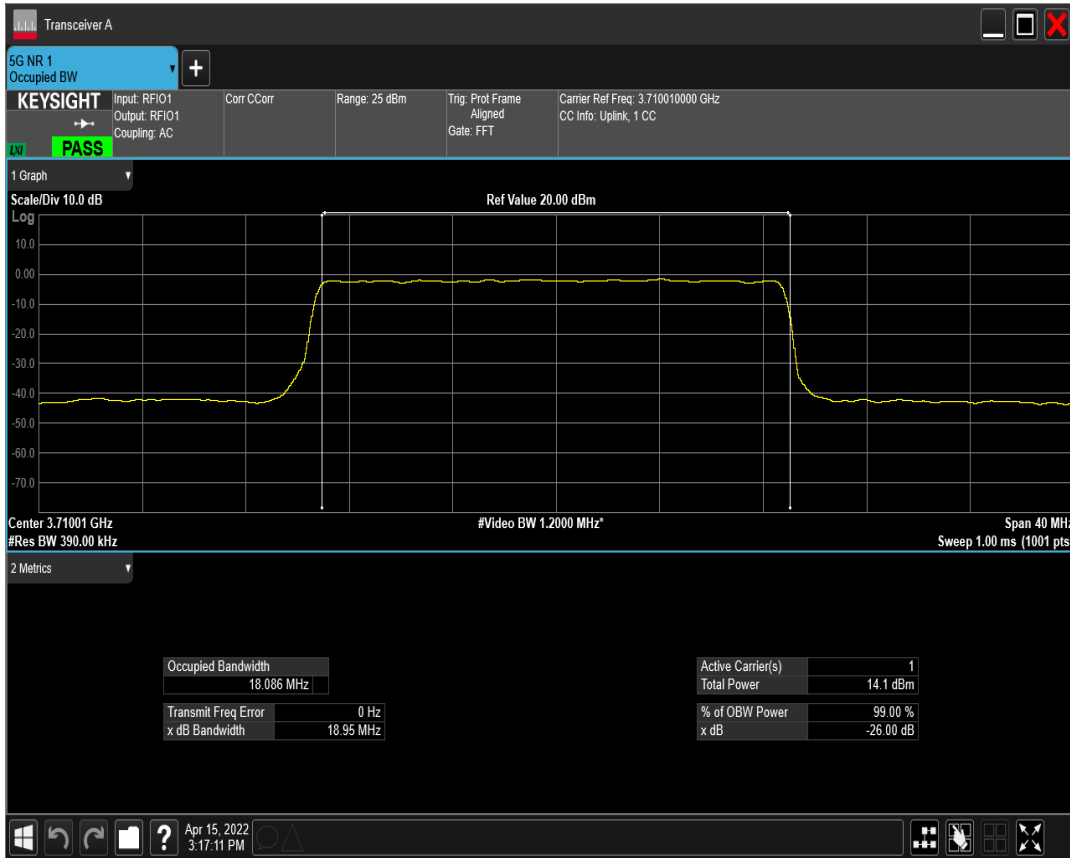 Transceiver A
5G NR 1
Occupied BW
KEYSIGHT
LXI
PASS
Input: RFIO1
Output: RFIO1
Coupling: AC
Corr CCorr
Range: 25 dBm
Trig: Prot Frame
Aligned
Gate: FFT
Carrier Ref Freq: 3.710010000 GHz
CC Info: Uplink, 1 CC
1 Graph
Scale/Div 10.0 dB
Ref Value 20.00 dBm
Log
10.0
0.00
-10.0
-20.0
-30.0
-40.0
-50.0
-60.0
-70.0
Center 3.71001 GHz
#Video BW 1.2000 MHz*
Span 40 MHz
#Res BW 390.00 kHz
Sweep 1.00 ms (1001 pts
2 Metrics
Occupied Bandwidth
18.086 MHz
Transmit Freq Error 0 Hz
x dB Bandwidth 18.95 MHz
Active Carrier(s) 1
Total Power 14.1 dBm
% of OBW Power 99.00 %
x dB -26.00 dB
?
Apr 15, 2022
3:17:11 PM